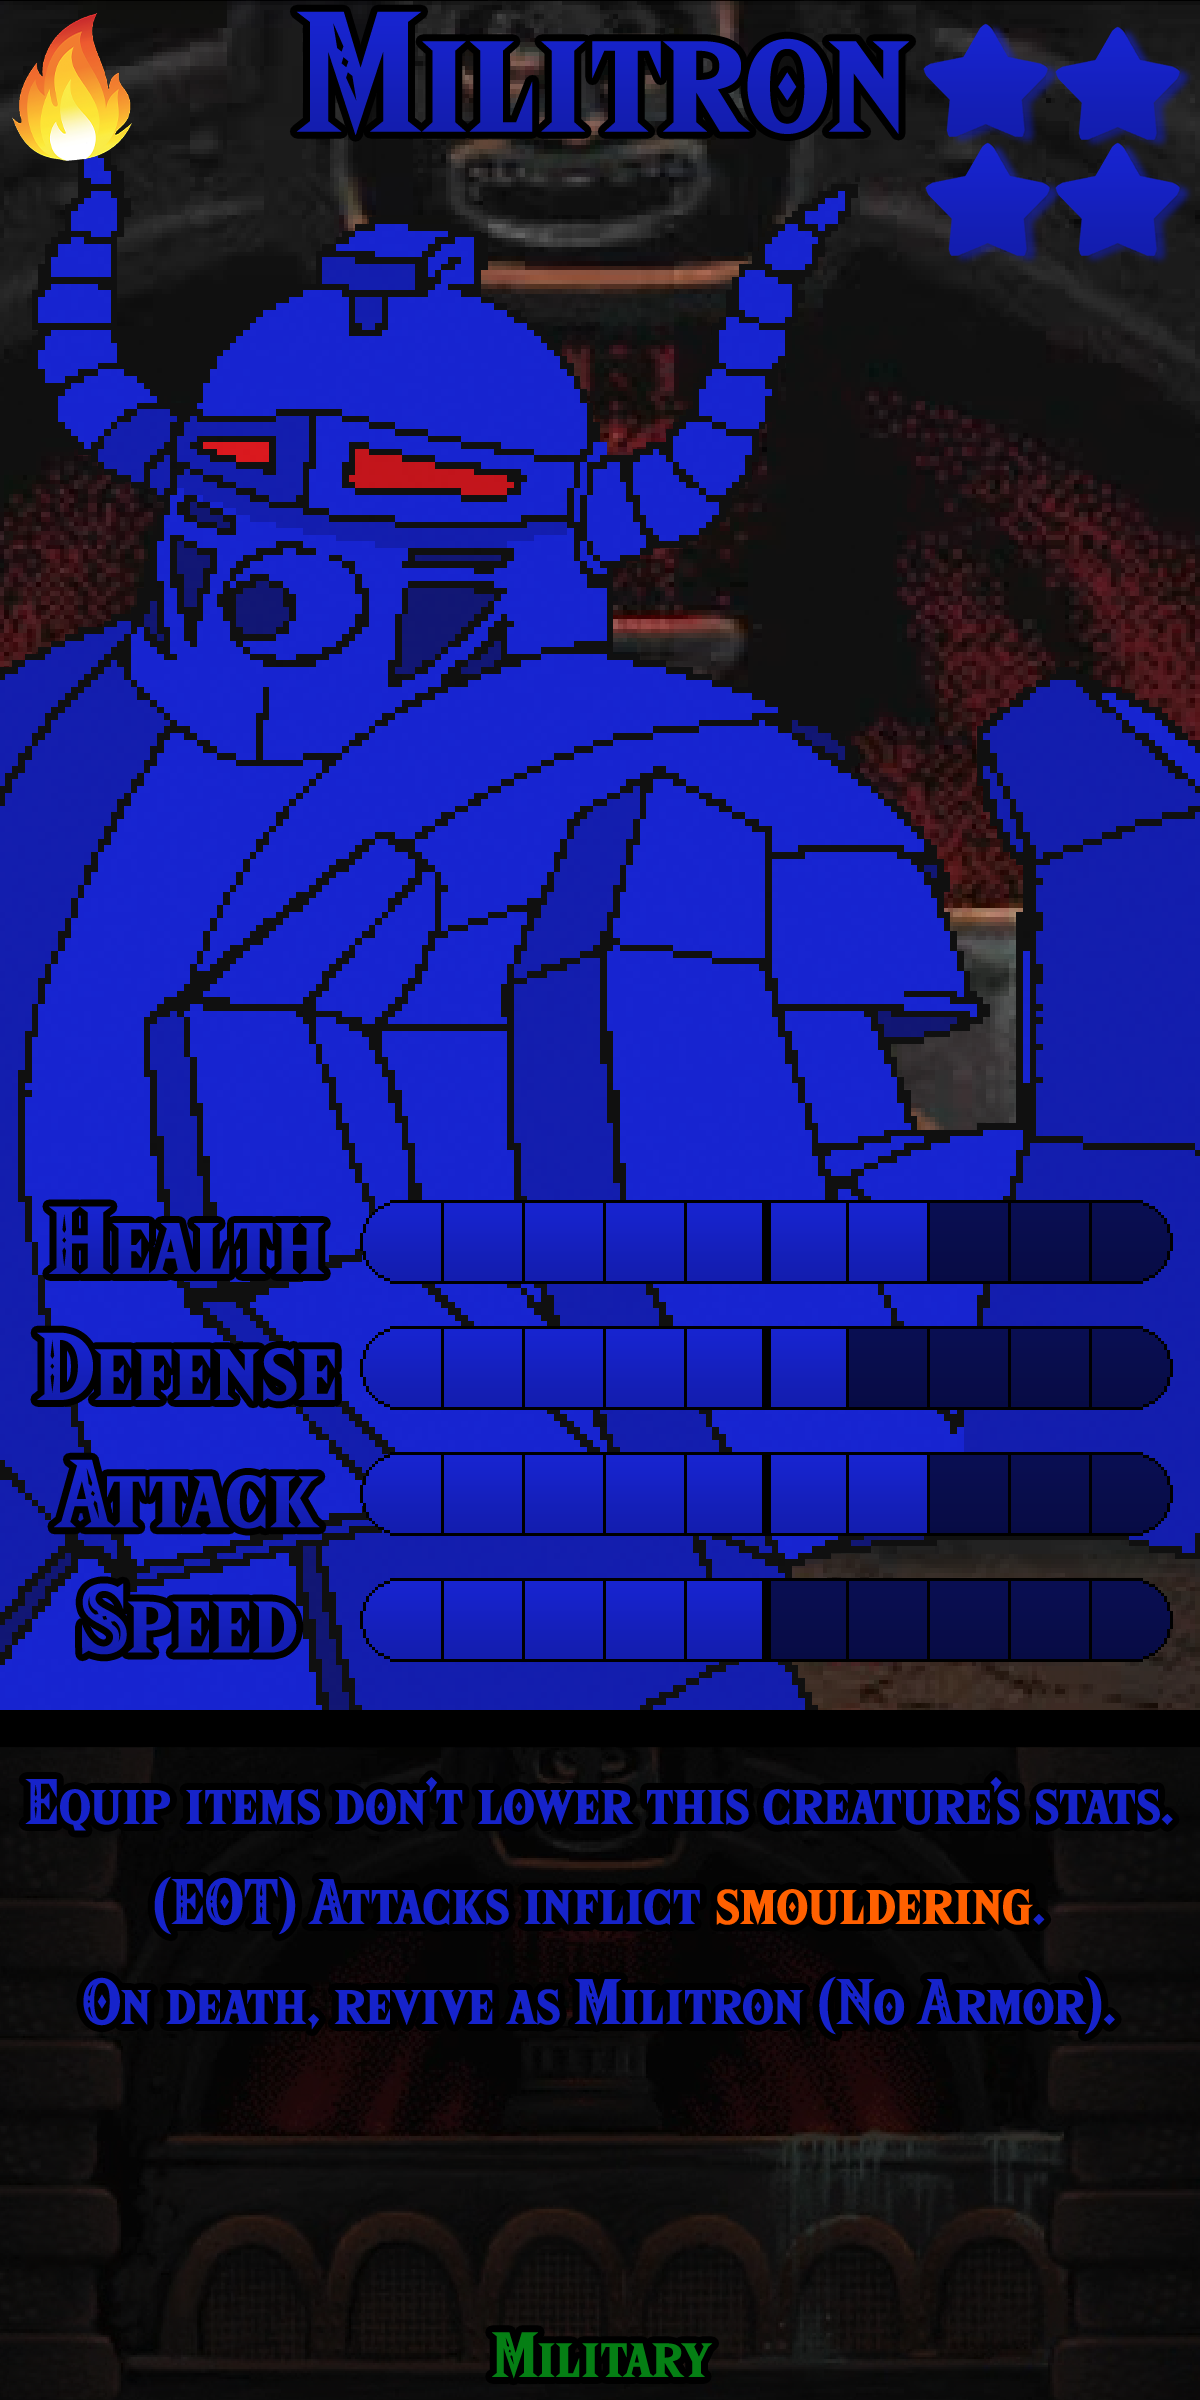 Militron
Health
Defense
Attack
Speed
Equip items don't lower this creature's stats.
(EOT) Attacks inflict smouldering.
On death, revive as Militron (No Armor).
Military